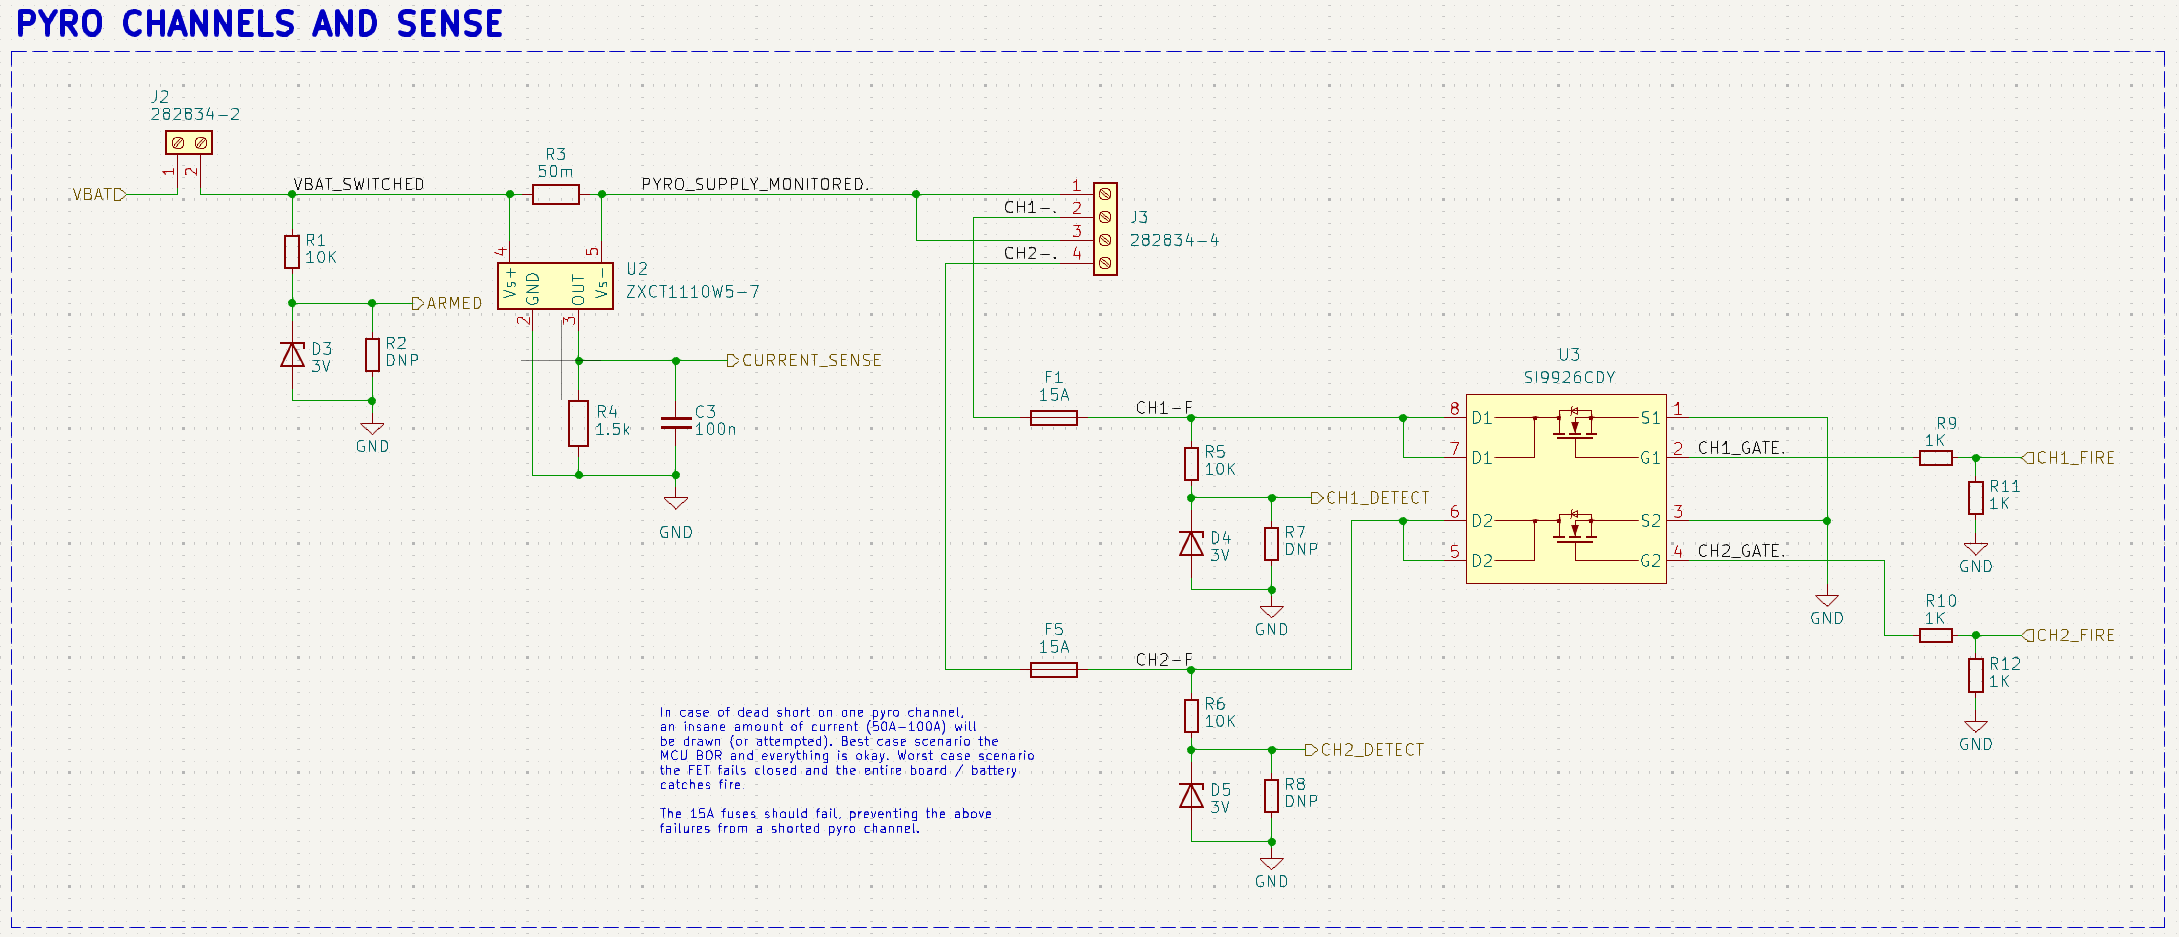 PYRO CHANNELS AND SENSE
J2
282834-2
1
2
VBAT
VBAT_SWITCHED
R3
50m
PYRO_SUPPLY_MONITORED.
1
CH1-.
2
3
CH2-.
4
J3
282834-4
R1
10K
ARMED
D3
3V
R2
DNP
GND
4
5
Vs+
GND
OUT
Vs-
U2
ZXCT1110W5-7
2
3
CURRENT_SENSE
R4
1.5k
C3
100n
GND
F1
15A
CH1-F
R5
10K
CH1_DETECT
D4
3V
R7
DNP
GND
F5
15A
CH2-F
R6
10K
CH2_DETECT
D5
3V
R8
DNP
GND
U3
SI9926CDY
8
D1
S1
1
7
D1
G1
2
CH1_GATE.
6
D2
S2
3
5
D2
G2
4
CH2_GATE.
GND
R9
1K
CH1_FIRE
R11
1K
GND
R10
1K
CH2_FIRE
R12
1K
GND
In case of dead short on one pyro channel,
an insane amount of current (50A-100A) will
be drawn (or attempted). Best case scenario the
MCU BOR and everything is okay. Worst case scenario
the FET fails closed and the entire board / battery
catches fire.
The 15A fuses should fail, preventing the above
failures from a shorted pyro channel.